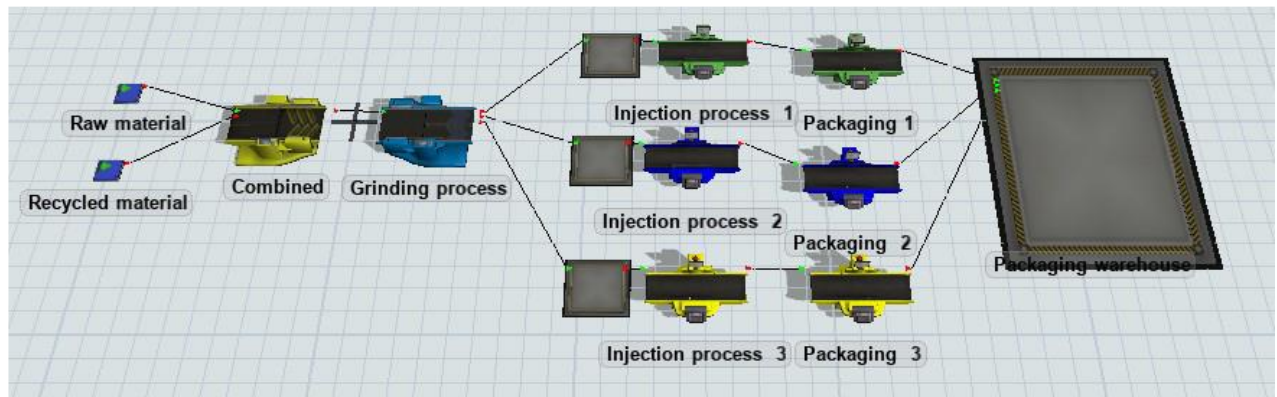 Raw material
Recycled material
Combined
Grinding process
Injection process 1
Packaging 1
Injection process 2
Packaging 2
Injection process 3
Packaging 3
Packaging warehouse